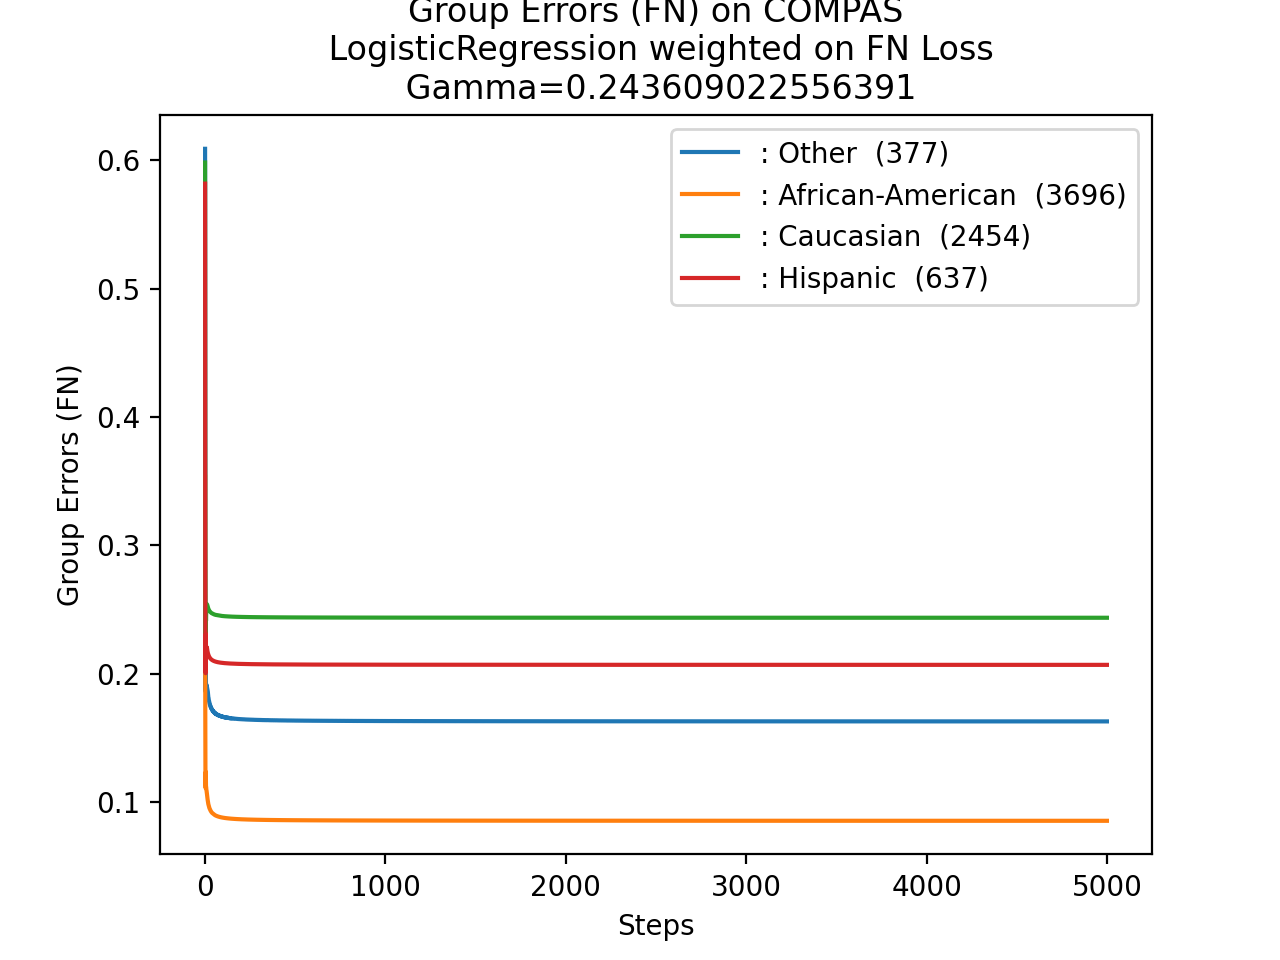 Group Errors (FN) on COMPAS
LogisticRegression weighted on FN Loss
Gamma=0.243609022556391
: Other (377)
: African-American (3696)
: Caucasian (2454)
: Hispanic (637)
Group Errors (FN)
0.6
0.5
0.4
0.3
0.2
0.1
0 1000 2000 3000 4000 5000
Steps